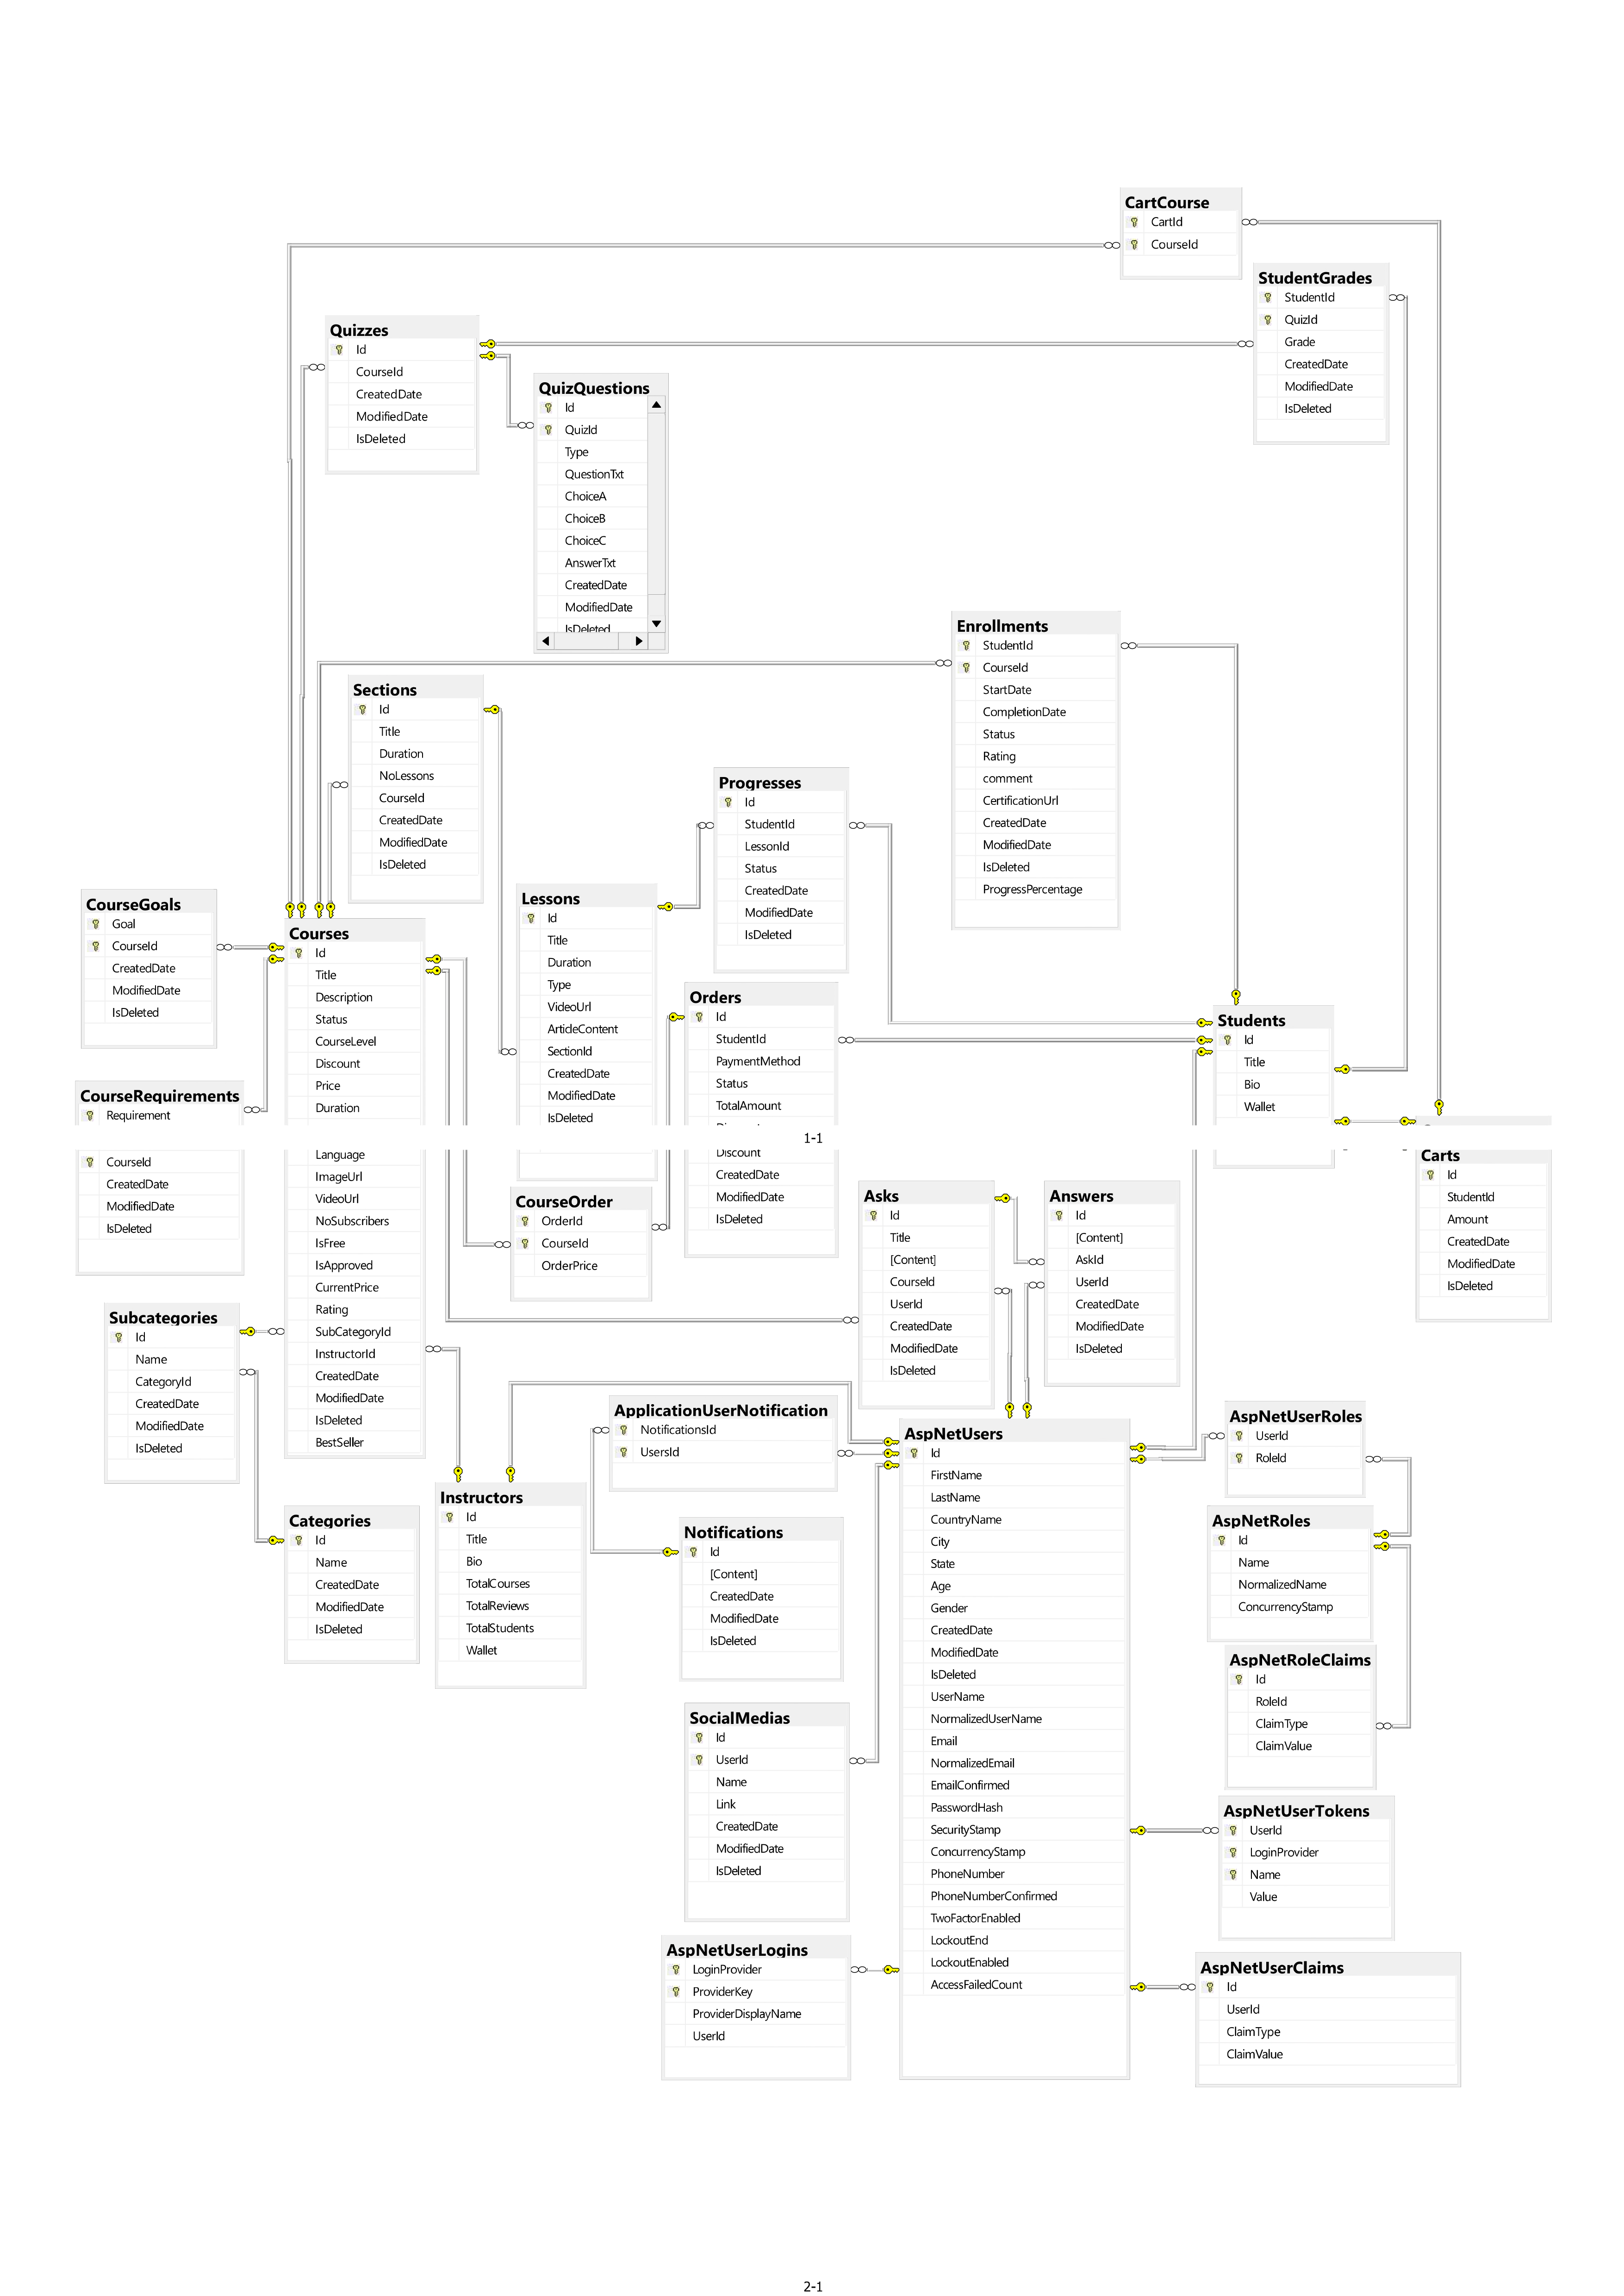 CartCourse
CartId
CourseId
StudentGrades
StudentId
QuizId
Grade
CreatedDate
ModifiedDate
IsDeleted
Quizzes
Id
CourseId
CreatedDate
ModifiedDate
IsDeleted
QuizQuestions
Id
QuizId
Type
QuestionTxt
ChoiceA
ChoiceB
ChoiceC
AnswerTxt
CreatedDate
ModifiedDate
IsDeleted
Enrollments
StudentId
CourseId
StartDate
CompletionDate
Status
Rating
comment
CertificationUrl
CreatedDate
ModifiedDate
IsDeleted
ProgressPercentage
Sections
Id
Title
Duration
NoLessons
CourseId
CreatedDate
ModifiedDate
IsDeleted
Progresses
Id
StudentId
LessonId
Status
CreatedDate
ModifiedDate
IsDeleted
CourseGoals
Goal
CourseId
CreatedDate
ModifiedDate
IsDeleted
Lessons
Id
Title
Duration
Type
VideoUrl
ArticleContent
SectionId
CreatedDate
ModifiedDate
IsDeleted
Courses
Id
Title
Description
Status
CourseLevel
Discount
Price
Duration
Orders
Id
StudentId
PaymentMethod
Status
TotalAmount
Students
Id
Title
Bio
Wallet
CourseRequirements
Requirement
1-1
CourseId
CreatedDate
ModifiedDate
IsDeleted
Language
ImageUrl
VideoUrl
NoSubscribers
IsFree
IsApproved
CurrentPrice
Rating
SubCategoryId
InstructorId
CreatedDate
ModifiedDate
IsDeleted
BestSeller
Discount
CreatedDate
ModifiedDate
IsDeleted
Carts
Id
StudentId
Amount
CreatedDate
ModifiedDate
IsDeleted
CourseOrder
OrderId
CourseId
OrderPrice
Asks
Id
Title
[Content]
CourseId
UserId
CreatedDate
ModifiedDate
IsDeleted
Answers
Id
[Content]
AskId
UserId
CreatedDate
ModifiedDate
IsDeleted
Subcategories
Id
Name
CategoryId
CreatedDate
ModifiedDate
IsDeleted
ApplicationUserNotification
NotificationsId
UsersId
AspNetUsers
Id
FirstName
LastName
CountryName
City
State
Age
Gender
CreatedDate
ModifiedDate
IsDeleted
UserName
NormalizedUserName
Email
NormalizedEmail
EmailConfirmed
PasswordHash
SecurityStamp
ConcurrencyStamp
PhoneNumber
PhoneNumberConfirmed
TwoFactorEnabled
LockoutEnd
LockoutEnabled
AccessFailedCount
AspNetUserRoles
UserId
RoleId
Instructors
Id
Title
Bio
TotalCourses
TotalReviews
TotalStudents
Wallet
Categories
Id
Name
CreatedDate
ModifiedDate
IsDeleted
Notifications
Id
[Content]
CreatedDate
ModifiedDate
IsDeleted
AspNetRoles
Id
Name
NormalizedName
ConcurrencyStamp
AspNetRoleClaims
Id
RoleId
ClaimType
ClaimValue
SocialMedias
Id
UserId
Name
Link
CreatedDate
ModifiedDate
IsDeleted
AspNetUserTokens
UserId
LoginProvider
Name
Value
AspNetUserLogins
LoginProvider
ProviderKey
ProviderDisplayName
UserId
AspNetUserClaims
Id
UserId
ClaimType
ClaimValue
2-1